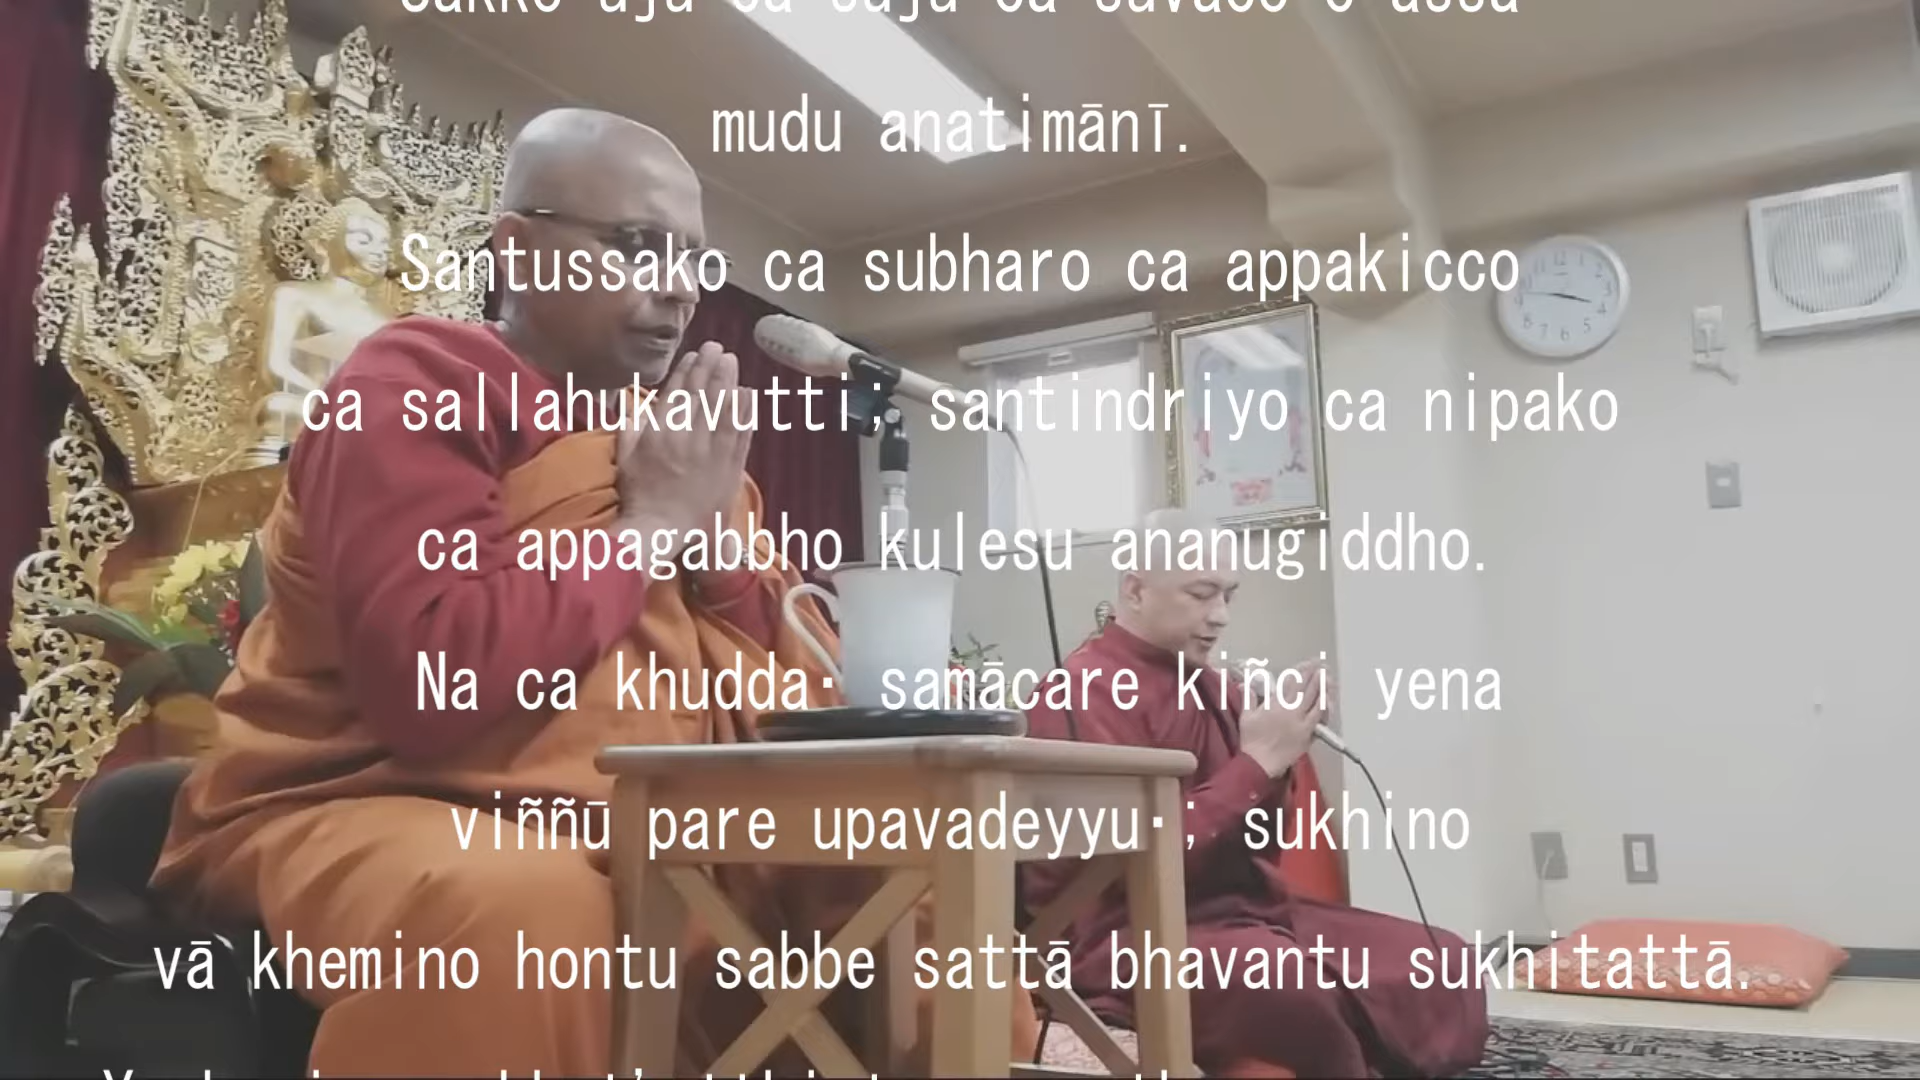 mudu anatimānī.
Santussako ca subharo ca appakicco
ca sallahukavutti; santindriyo ca nipako
ca appagabbho kulesu ananugiddho.
Na ca khudda· samācare kiñci yena
viññū pare upavadeyyu·; sukhino
vā khemino hontu sabbe sattā bhavantu sukhitattā.